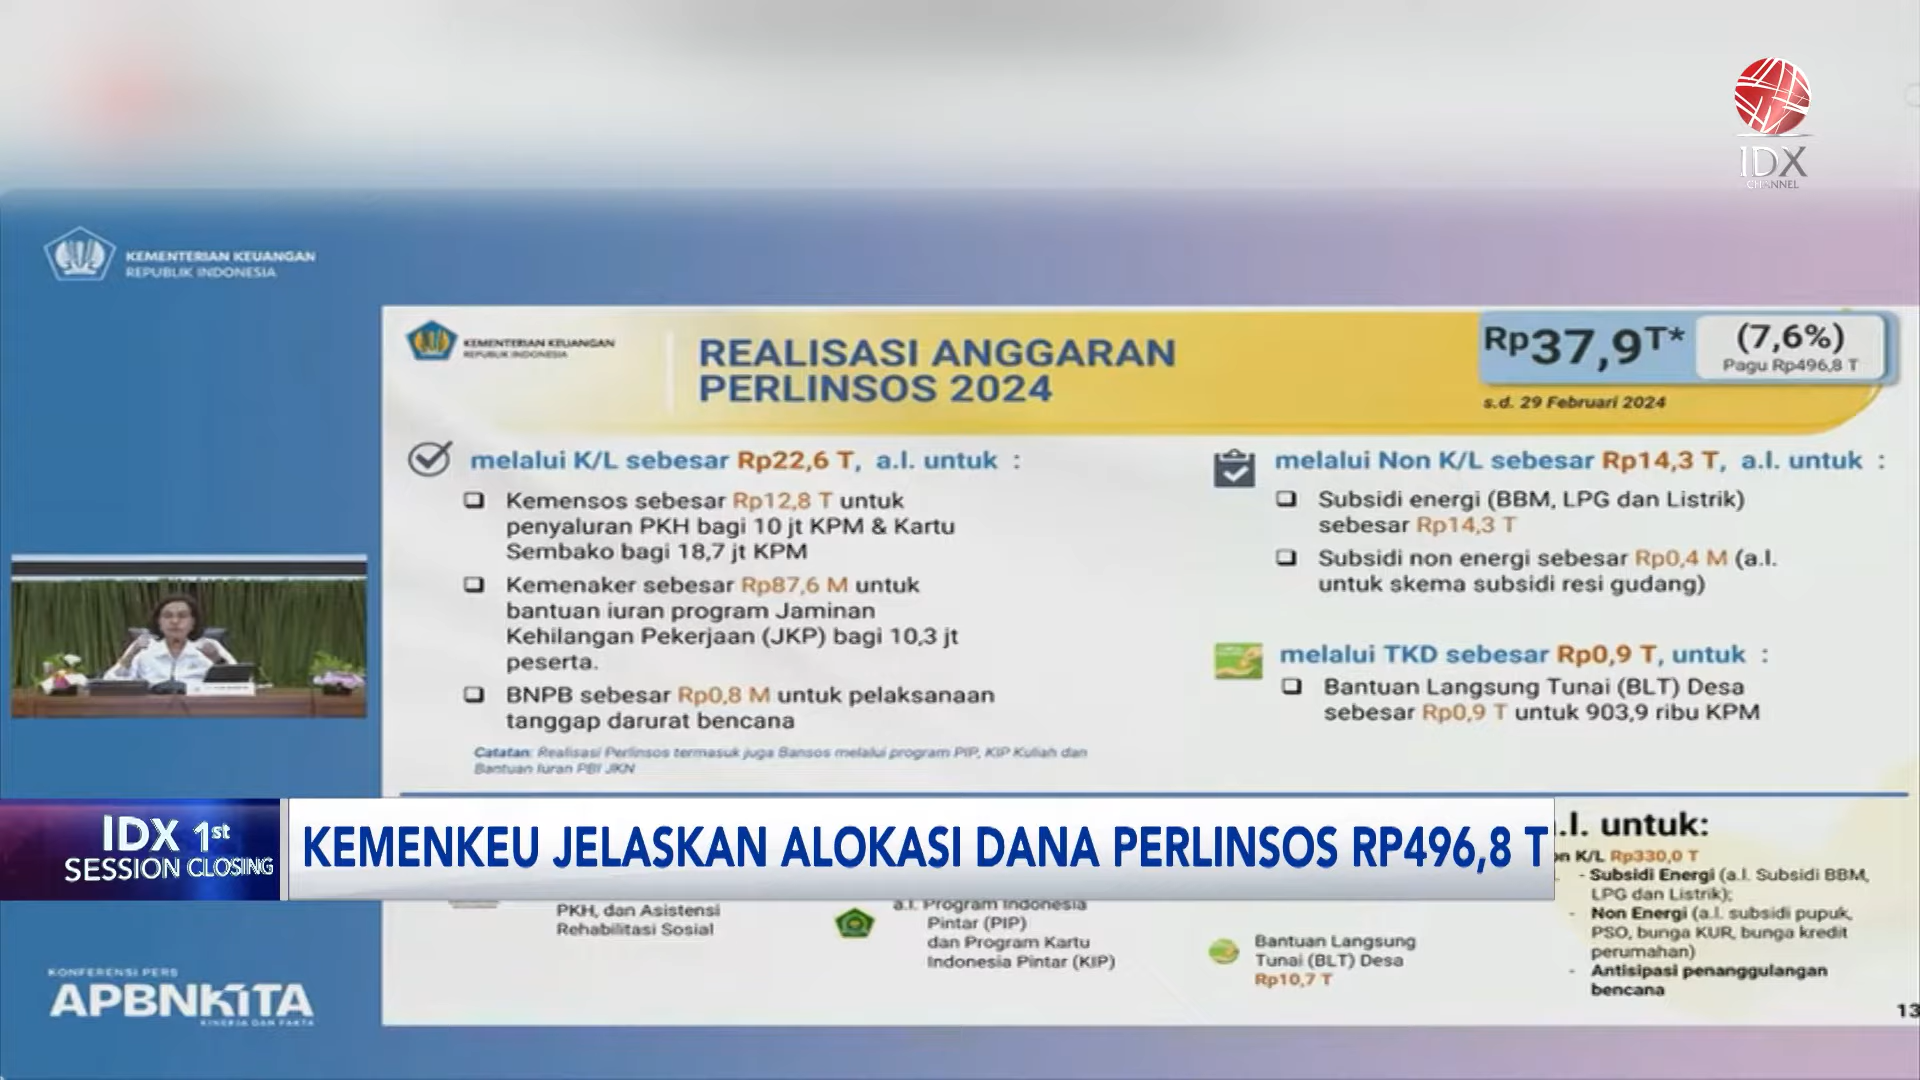 IDX
CHANNEL
KEMENTERIAN KEUANGAN
REPUBLIK INDONESIA
KEMENTERIAN KEUANGAN
REPUBLIK INDONESIA
REALISASI ANGGARAN
PERLINSOS 2024
Rp37,9T*
(7,6%)
Pagu Rp496,8 T
s.d. 29 Februari 2024
melalui K/L sebesar Rp22,6 T, a.l. untuk :
Kemensos sebesar Rp12,8 T untuk
penyaluran PKH bagi 10 jt KPM & Kartu
Sembako bagi 18,7 jt KPM
Kemenaker sebesar Rp87,6 M untuk
bantuan iuran program Jaminan
Kehilangan Pekerjaan (JKP) bagi 10,3 jt
peserta.
BNPB sebesar Rp0,8 M untuk pelaksanaan
tanggap darurat bencana
Catatan: Realisasi Perlinsos termasuk juga Bansos melalui program PIP, KIP Kuliah dan
Bantuan Iuran PBI JKN
melalui Non K/L sebesar Rp14,3 T, a.l. untuk :
Subsidi energi (BBM, LPG dan Listrik)
sebesar Rp14,3 T
Subsidi non energi sebesar Rp0,4 M (a.l.
untuk skema subsidi resi gudang)
melalui TKD sebesar Rp0,9 T, untuk :
Bantuan Langsung Tunai (BLT) Desa
sebesar Rp0,9 T untuk 903,9 ribu KPM
IDX 1st
SESSION CLOSING
KEMENKEU JELASKAN ALOKASI DANA PERLINSOS RP496,8 T
.l. untuk:
on K/L Rp330,0 T
- Subsidi Energi (a.l. Subsidi BBM,
LPG dan Listrik);
- Non Energi (a.l. subsidi pupuk,
PSO, bunga KUR, bunga kredit
perumahan)
- Antisipasi penanggulangan
bencana
PKH, dan Asistensi
Rehabilitasi Sosial
a.l. Program Indonesia
Pintar (PIP)
dan Program Kartu
Indonesia Pintar (KIP)
Bantuan Langsung
Tunai (BLT) Desa
Rp10,7 T
13
KONFERENSI PERS
APBNKiTA
KINERJA DAN FAKTA